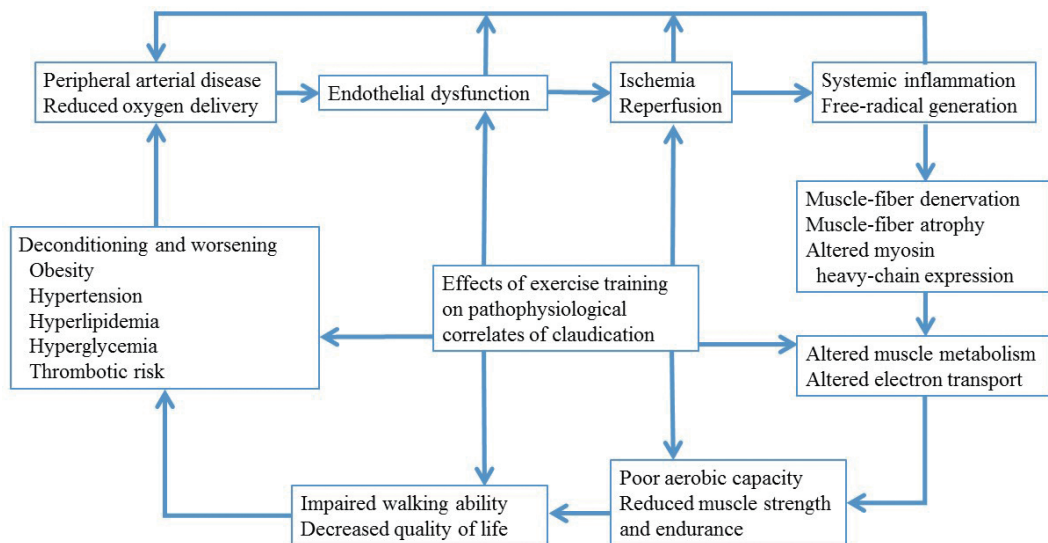 Peripheral arterial disease
Reduced oxygen delivery
Endothelial dysfunction
Ischemia
Reperfusion
Systemic inflammation
Free-radical generation
Muscle-fiber denervation
Muscle-fiber atrophy
Altered myosin
heavy-chain expression
Deconditioning and worsening
Obesity
Hypertension
Hyperlipidemia
Hyperglycemia
Thrombotic risk
Effects of exercise training
on pathophysiological
correlates of claudication
Altered muscle metabolism
Altered electron transport
Impaired walking ability
Decreased quality of life
Poor aerobic capacity
Reduced muscle strength
and endurance